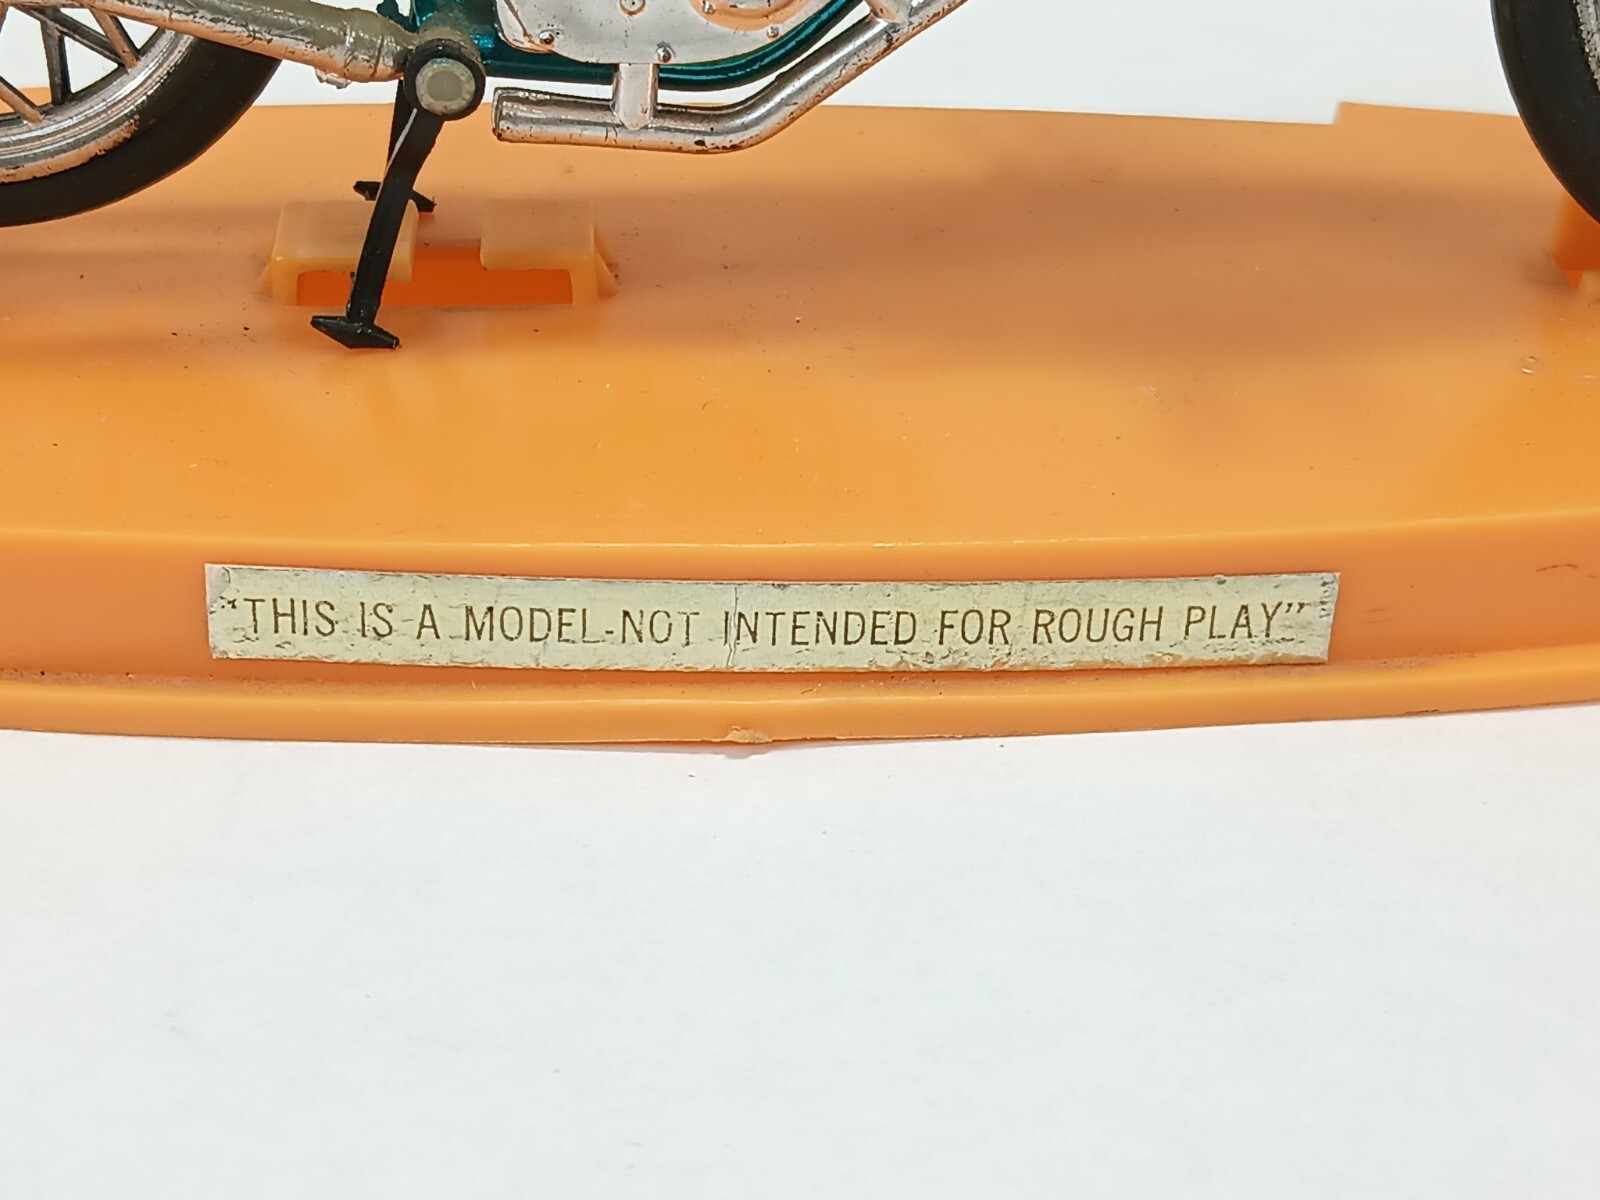 "THIS IS A MODEL-NOT INTENDED FOR ROUGH PLAY"